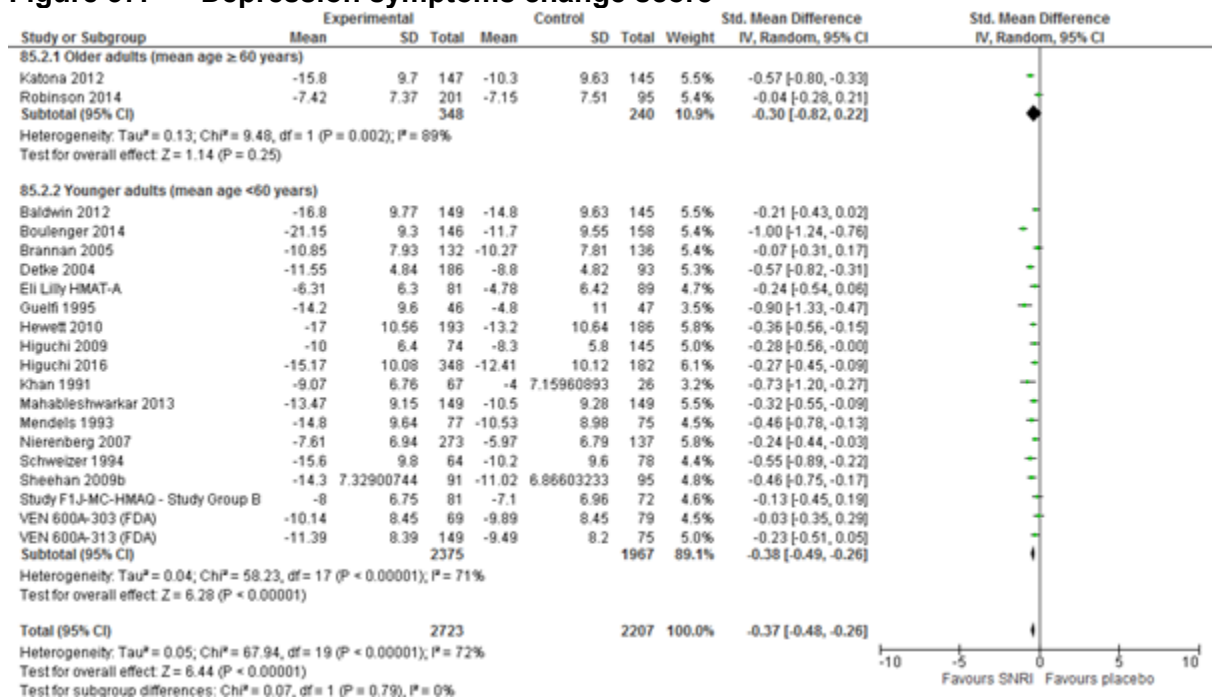 Figure 5.4 Depression symptoms change score
Experimental Control Std. Mean Difference Std. Mean Difference
Study or Subgroup Mean SD Total Mean SD Total Weight IV, Random, 95% CI IV, Random, 95% CI
85.2.1 Older adults (mean age ≥ 60 years)
Katona 2012 -15.8 9.7 147 -10.3 9.63 145 5.5% -0.57 [-0.80, -0.33]
Robinson 2014 -7.42 7.37 201 -7.15 7.51 95 5.4% -0.04 [-0.28, 0.21]
Subtotal (95% CI) 348 240 10.9% -0.30 [-0.82, 0.22]
Heterogeneity: Tau² = 0.13; Chi² = 9.48, df = 1 (P = 0.002); I² = 89%
Test for overall effect: Z = 1.14 (P = 0.25)
85.2.2 Younger adults (mean age <60 years)
Baldwin 2012 -16.8 9.77 149 -14.8 9.63 145 5.5% -0.21 [-0.43, 0.02]
Boulenger 2014 -21.15 9.3 146 -11.7 9.55 158 5.4% -1.00 [-1.24, -0.76]
Brannan 2005 -10.85 7.93 132 -10.27 7.81 136 5.4% -0.07 [-0.31, 0.17]
Detke 2004 -11.55 4.84 186 -8.8 4.82 93 5.3% -0.57 [-0.82, -0.31]
Eli Lilly HMAT-A -6.31 6.3 81 -4.78 6.42 89 4.7% -0.24 [-0.54, 0.06]
Guelfi 1995 -14.2 9.6 46 -4.8 11 47 3.5% -0.90 [-1.33, -0.47]
Hewett 2010 -17 10.56 193 -13.2 10.64 186 5.8% -0.36 [-0.56, -0.15]
Higuchi 2009 -10 6.4 74 -8.3 5.8 145 5.0% -0.28 [-0.56, -0.00]
Higuchi 2016 -15.17 10.08 348 -12.41 10.12 182 6.1% -0.27 [-0.45, -0.09]
Khan 1991 -9.07 6.76 67 -4 7.15960893 26 3.2% -0.73 [-1.20, -0.27]
Mahableshwarkar 2013 -13.47 9.15 149 -10.5 9.28 149 5.5% -0.32 [-0.55, -0.09]
Mendels 1993 -14.8 9.64 77 -10.53 8.98 75 4.5% -0.46 [-0.78, -0.13]
Nierenberg 2007 -7.61 6.94 273 -5.97 6.79 137 5.8% -0.24 [-0.44, -0.03]
Schweizer 1994 -15.6 9.8 64 -10.2 9.6 78 4.4% -0.55 [-0.89, -0.22]
Sheehan 2009b -14.3 7.32900744 91 -11.02 6.86603233 95 4.8% -0.46 [-0.75, -0.17]
Study F1J-MC-HMAQ - Study Group B -8 6.75 81 -7.1 6.96 72 4.6% -0.13 [-0.45, 0.19]
VEN 600A-303 (FDA) -10.14 8.45 69 -9.89 8.45 79 4.5% -0.03 [-0.35, 0.29]
VEN 600A-313 (FDA) -11.39 8.39 149 -9.49 8.2 75 5.0% -0.23 [-0.51, 0.05]
Subtotal (95% CI) 2375 1967 89.1% -0.38 [-0.49, -0.26]
Heterogeneity: Tau² = 0.04; Chi² = 58.23, df = 17 (P < 0.00001); I² = 71%
Test for overall effect: Z = 6.28 (P < 0.00001)
Total (95% CI) 2723 2207 100.0% -0.37 [-0.48, -0.26]
Heterogeneity: Tau² = 0.05; Chi² = 67.94, df = 19 (P < 0.00001); I² = 72%
Test for overall effect: Z = 6.44 (P < 0.00001)
Test for subgroup differences: Chi² = 0.07, df = 1 (P = 0.79), I² = 0%
-10 -5 0 5 10
Favours SNRI Favours placebo